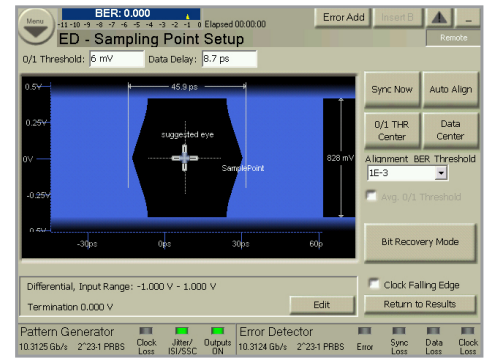 Menu
BER: 0.000
-11 -10 -9 -8 -7 -6 -5 -4 -3 -2 -1 0 Elapsed 00:00:00
Error Add
Insert B
ED - Sampling Point Setup
Remote
0/1 Threshold: 6 mV Data Delay: 8.7 ps
0.5V
45.9 ps
0.25V
suggested eye
0V
SamplePoint
828 mV
-0.25V
-0.5V
-30ps 0ps 30ps 60p
Sync Now
Auto Align
0/1 THR Center
Data Center
Alignment BER Threshold
1E-3
Avg. 0/1 Threshold
Bit Recovery Mode
Clock Falling Edge
Return to Results
Differential, Input Range: -1.000 V - 1.000 V
Termination 0.000 V
Edit
Pattern Generator
10.3125 Gb/s 2^23-1 PRBS
Clock Loss
Jitter/ ISI/SSC
Outputs ON
Error Detector
10.3124 Gb/s 2^23-1 PRBS
Error
Sync Loss
Data Loss
Clock Loss